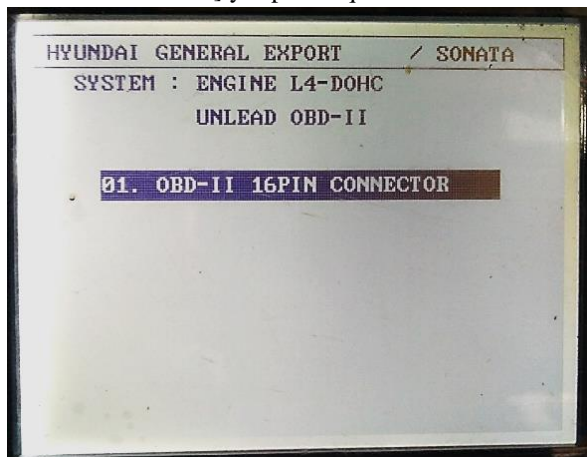 HYUNDAI GENERAL EXPORT / SONATA
SYSTEM : ENGINE L4-DOHC
UNLEAD OBD-II
01. OBD-II 16PIN CONNECTOR